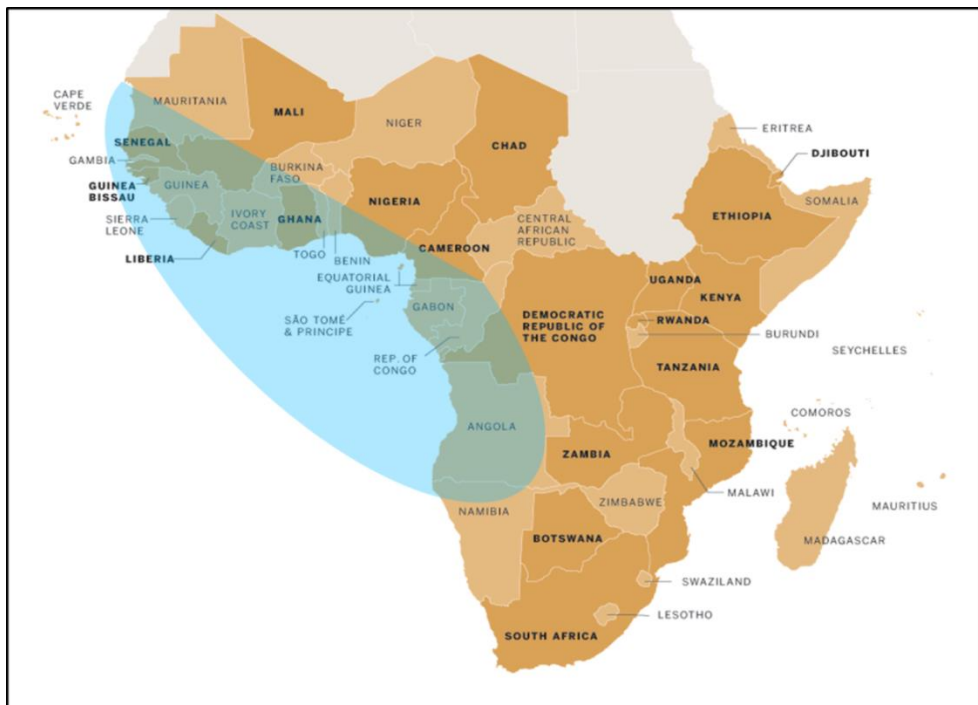 CAPE
VERDE
MAURITANIA
MALI
NIGER
CHAD
ERITREA
DJIBOUTI
SENEGAL
GAMBIA
GUINEA
BISSAU
GUINEA
BURKINA
FASO
NIGERIA
SOMALIA
ETHIOPIA
SIERRA
LEONE
IVORY
COAST
GHANA
CENTRAL
AFRICAN
REPUBLIC
LIBERIA
TOGO
BENIN
CAMEROON
EQUATORIAL
GUINEA
UGANDA
KENYA
SÃO TOMÉ
& PRINCIPE
GABON
DEMOCRATIC
REPUBLIC OF
THE CONGO
RWANDA
BURUNDI
SEYCHELLES
REP. OF
CONGO
TANZANIA
COMOROS
ANGOLA
ZAMBIA
MOZAMBIQUE
MALAWI
MAURITIUS
NAMIBIA
ZIMBABWE
MADAGASCAR
BOTSWANA
SWAZILAND
LESOTHO
SOUTH AFRICA